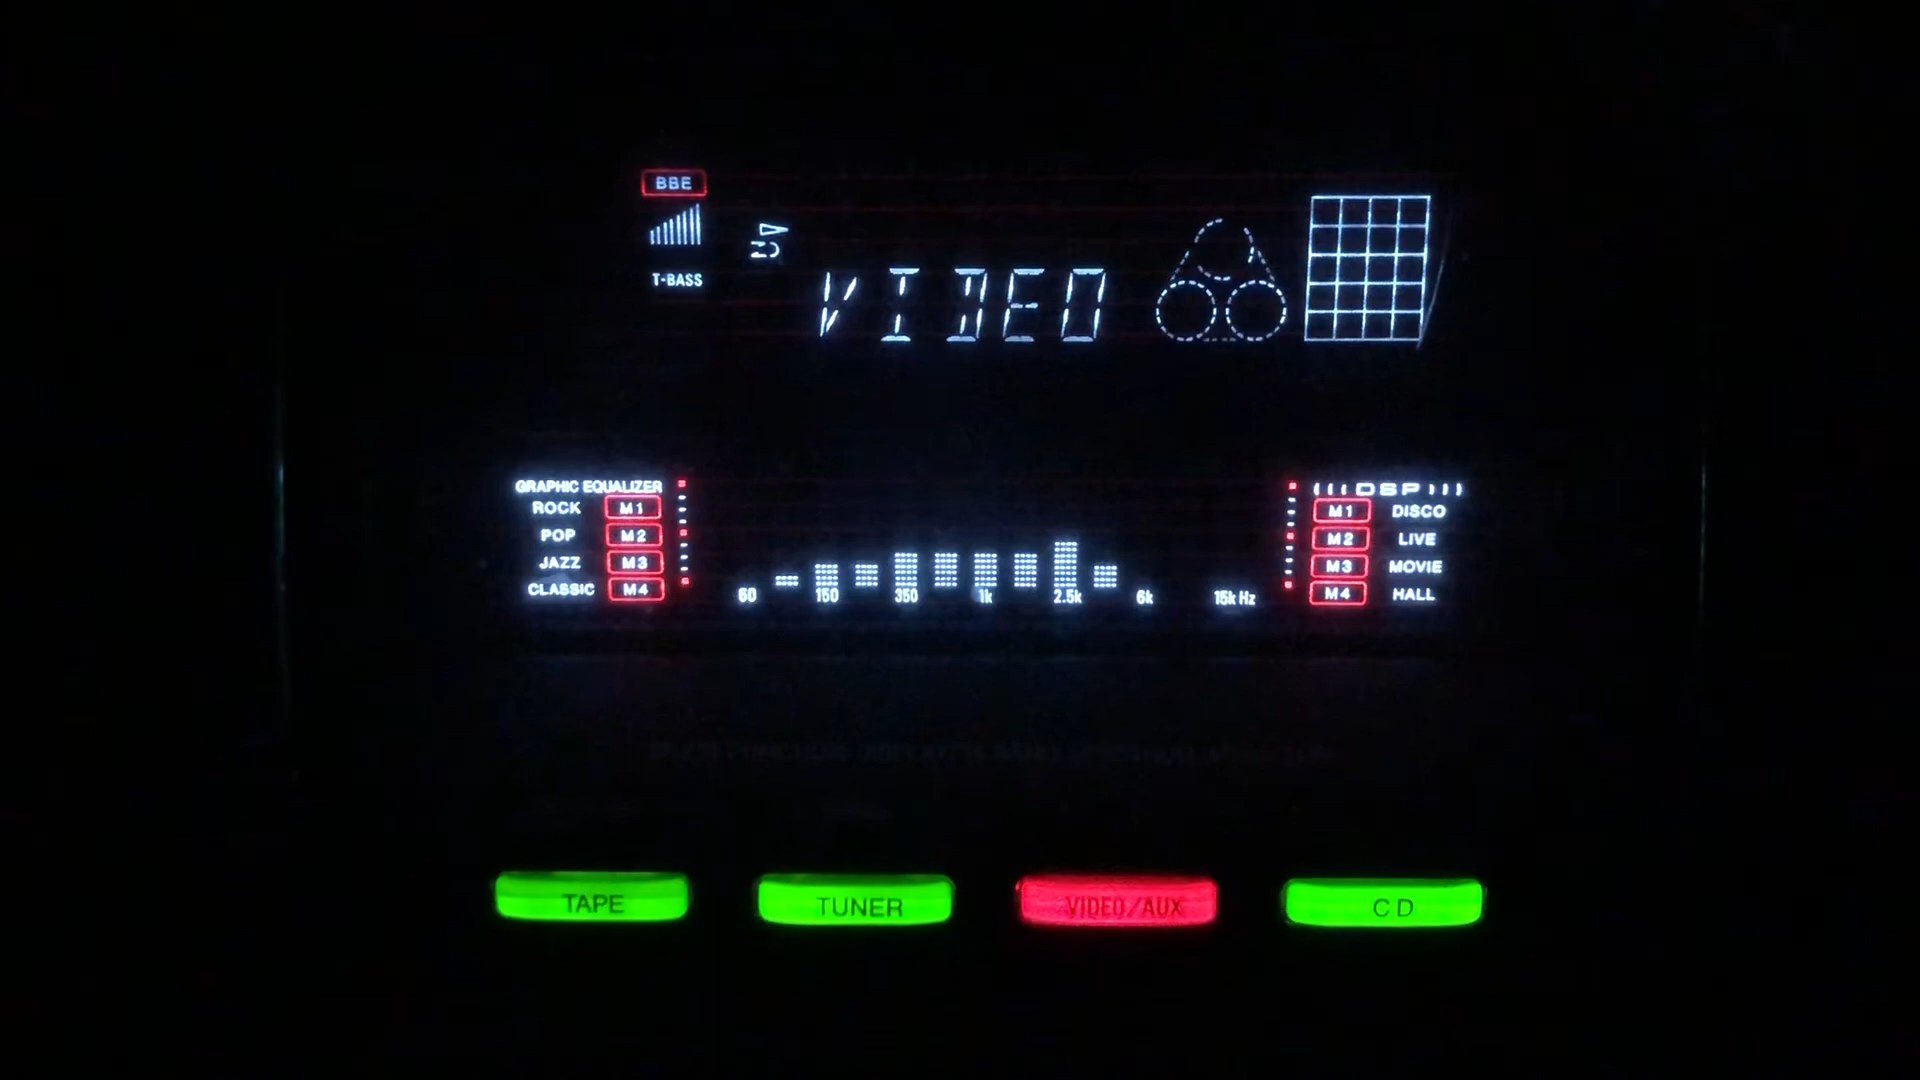 BBE
T-BASS
VIDEO
GRAPHIC EQUALIZER
ROCK M1
POP M2
JAZZ M3
CLASSIC M4
60 150 350 1k 2.5k 6k 15k Hz
DSP
M1 DISCO
M2 LIVE
M3 MOVIE
M4 HALL
TAPE
TUNER
VIDEO/AUX
CD